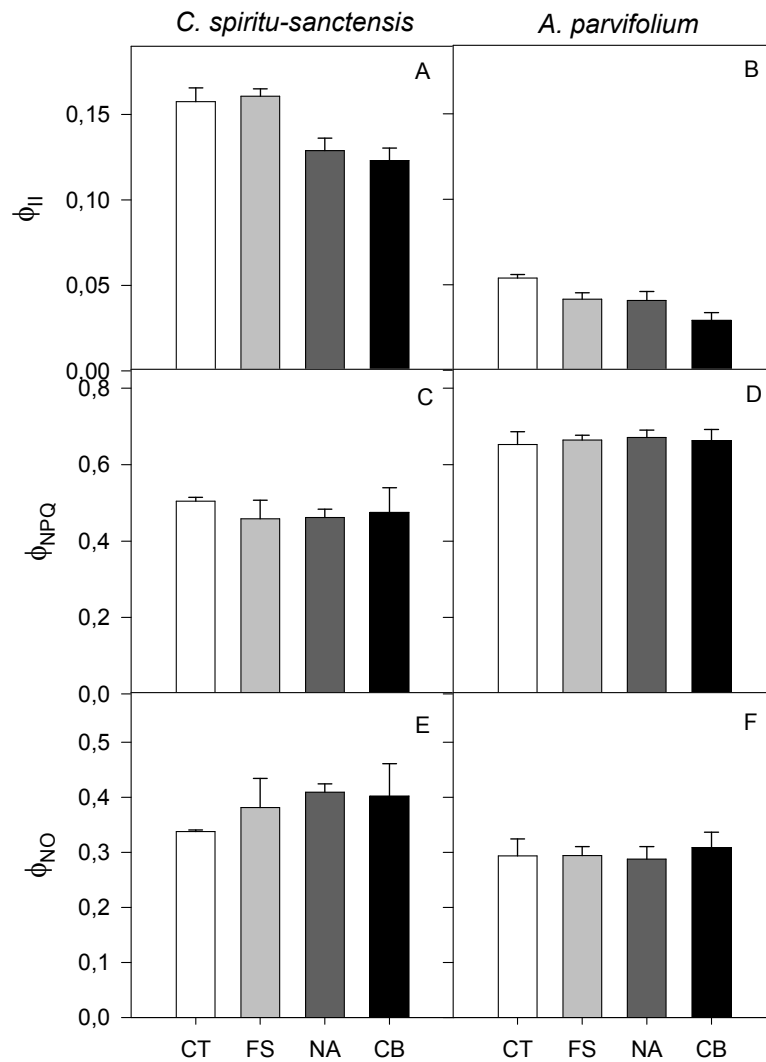 C. spiritu-sanctensis A. parvifolium
A B
0,15
0,10
ϕII
0,05
0,00
0,8
C D
0,6
0,4
ϕNPQ
0,2
0,0
E F
0,5
0,4
0,3
ϕNO
0,2
0,1
0,0
CT FS NA CB CT FS NA CB